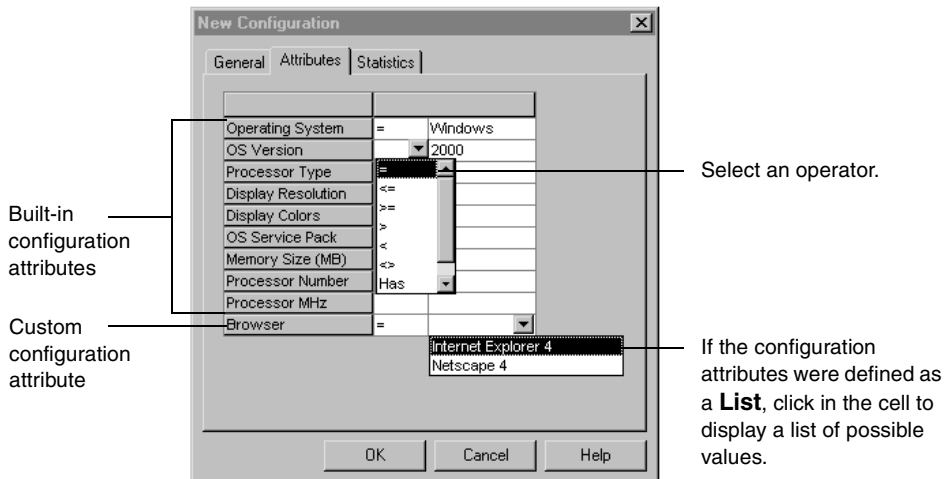 New Configuration
General
Attributes
Statistics
Operating System = Windows
OS Version 2000
Processor Type =
Display Resolution <=
Display Colors >=
>
OS Service Pack <
Memory Size (MB) <>
Processor Number Has
Processor MHz
Browser =
Internet Explorer 4
Netscape 4
OK
Cancel
Help
Built-in
configuration
attributes
Custom
configuration
attribute
Select an operator.
If the configuration
attributes were defined as
a List, click in the cell to
display a list of possible
values.